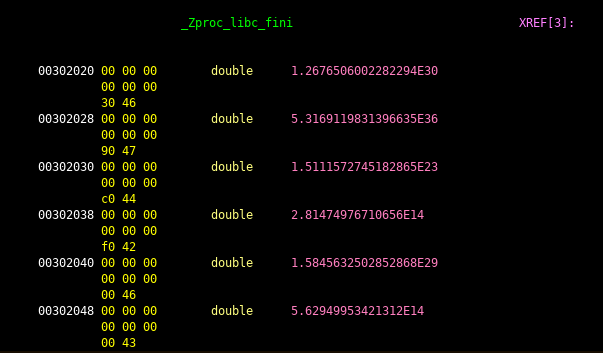 _Zproc_libc_fini XREF[3]:
00302020 00 00 00 double 1.2676506002282294E30
00 00 00
30 46
00302028 00 00 00 double 5.3169119831396635E36
00 00 00
90 47
00302030 00 00 00 double 1.5111572745182865E23
00 00 00
c0 44
00302038 00 00 00 double 2.81474976710656E14
00 00 00
f0 42
00302040 00 00 00 double 1.5845632502852868E29
00 00 00
00 46
00302048 00 00 00 double 5.62949953421312E14
00 00 00
00 43